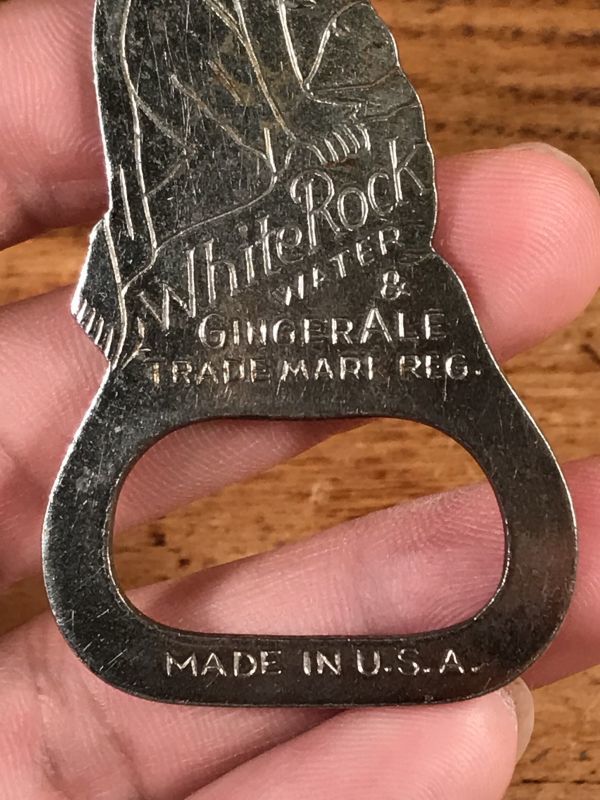 White Rock
WATER
&
GINGER ALE
TRADE MARK REG.
MADE IN U.S.A.